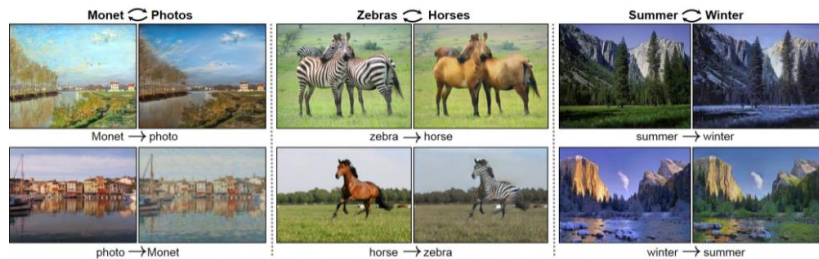 Monet Photos
Zebras Horses
Summer Winter
Monet → photo
zebra → horse
summer → winter
photo → Monet
horse → zebra
winter → summer